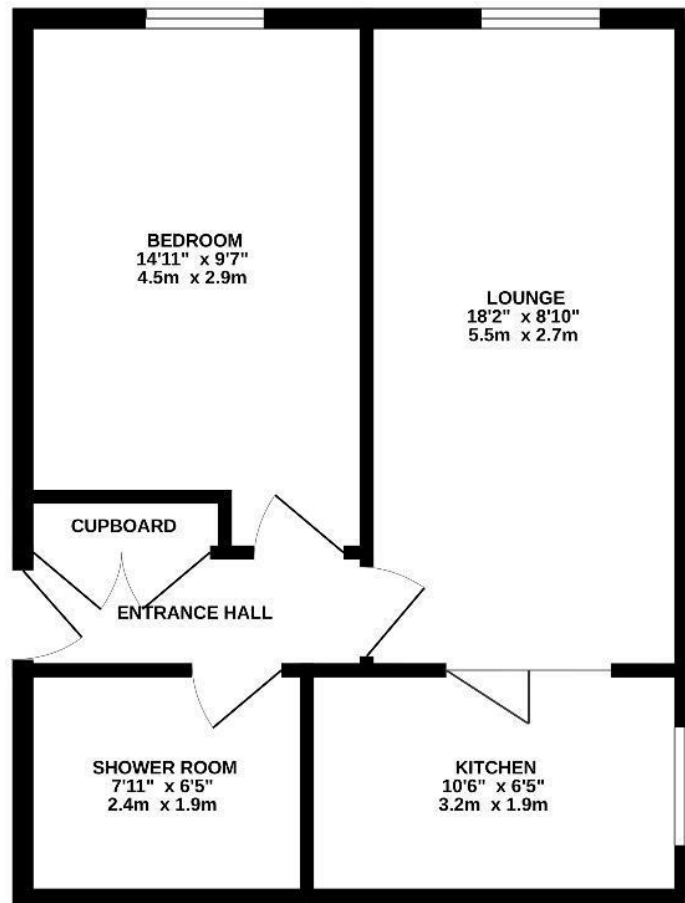 BEDROOM
14'11" x 9'7"
4.5m x 2.9m
LOUNGE
18'2" x 8'10"
5.5m x 2.7m
CUPBOARD
ENTRANCE HALL
SHOWER ROOM
7'11" x 6'5"
2.4m x 1.9m
KITCHEN
10'6" x 6'5"
3.2m x 1.9m